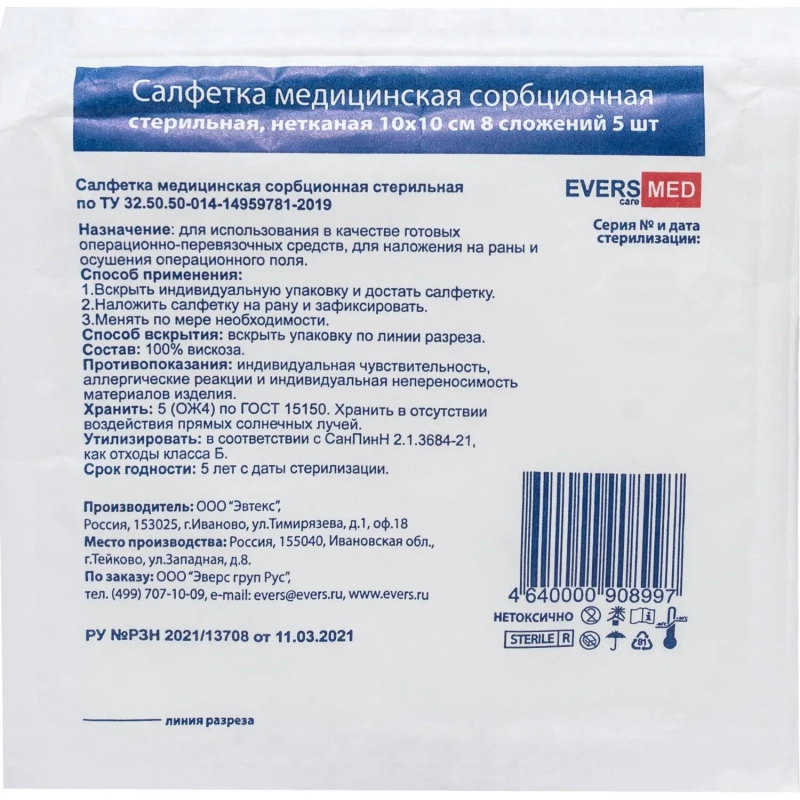 Салфетка медицинская сорбционная
стерильная, нетканая 10х10 см 8 сложений 5 шт
Салфетка медицинская сорбционная стерильная
по ТУ 32.50.50-014-14959781-2019
EVERS care MED
Серия № и дата
стерилизации:
Назначение: для использования в качестве готовых
операционно-перевязочных средств, для наложения на раны и
осушения операционного поля.
Способ применения:
1.Вскрыть индивидуальную упаковку и достать салфетку.
2.Наложить салфетку на рану и зафиксировать.
3.Менять по мере необходимости.
Способ вскрытия: вскрыть упаковку по линии разреза.
Состав: 100% вискоза.
Противопоказания: индивидуальная чувствительность,
аллергические реакции и индивидуальная непереносимость
материалов изделия.
Хранить: 5 (ОЖ4) по ГОСТ 15150. Хранить в отсутствии
воздействия прямых солнечных лучей.
Утилизировать: в соответствии с СанПинН 2.1.3684-21,
как отходы класса Б.
Срок годности: 5 лет с даты стерилизации.
Производитель: ООО "Эвтекс",
Россия, 153025, г.Иваново, ул.Тимирязева, д.1, оф.18
Место производства: Россия, 155040, Ивановская обл.,
г.Тейково, ул.Западная, д.8.
По заказу: ООО "Эверс груп Рус",
тел. (499) 707-10-09, e-mail: evers@evers.ru, www.evers.ru
4 640000 908997
НЕТОКСИЧНО
STERILE R
81
РУ №РЗН 2021/13708 от 11.03.2021
линия разреза